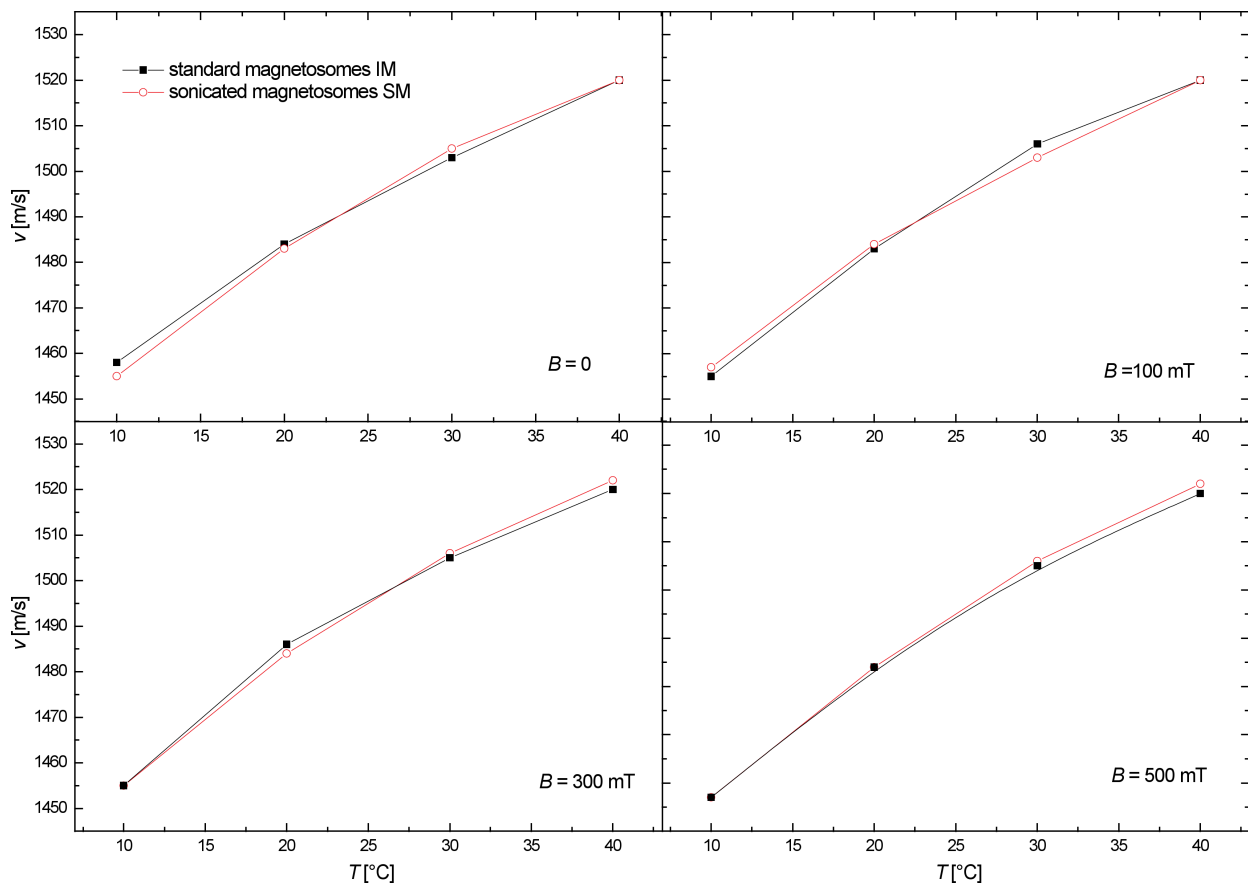 1530
1520
1510
1500
1490
1480
1470
1460
1450
v [m/s]
standard magnetosomes IM
sonicated magnetosomes SM
B = 0
B =100 mT
10 15 20 25 30 35 40
10 15 20 25 30 35 40
1530
1520
1510
1500
1490
1480
1470
1460
1450
v [m/s]
B = 300 mT
B = 500 mT
10 15 20 25 30 35 40
10 15 20 25 30 35 40
T [°C]
T [°C]